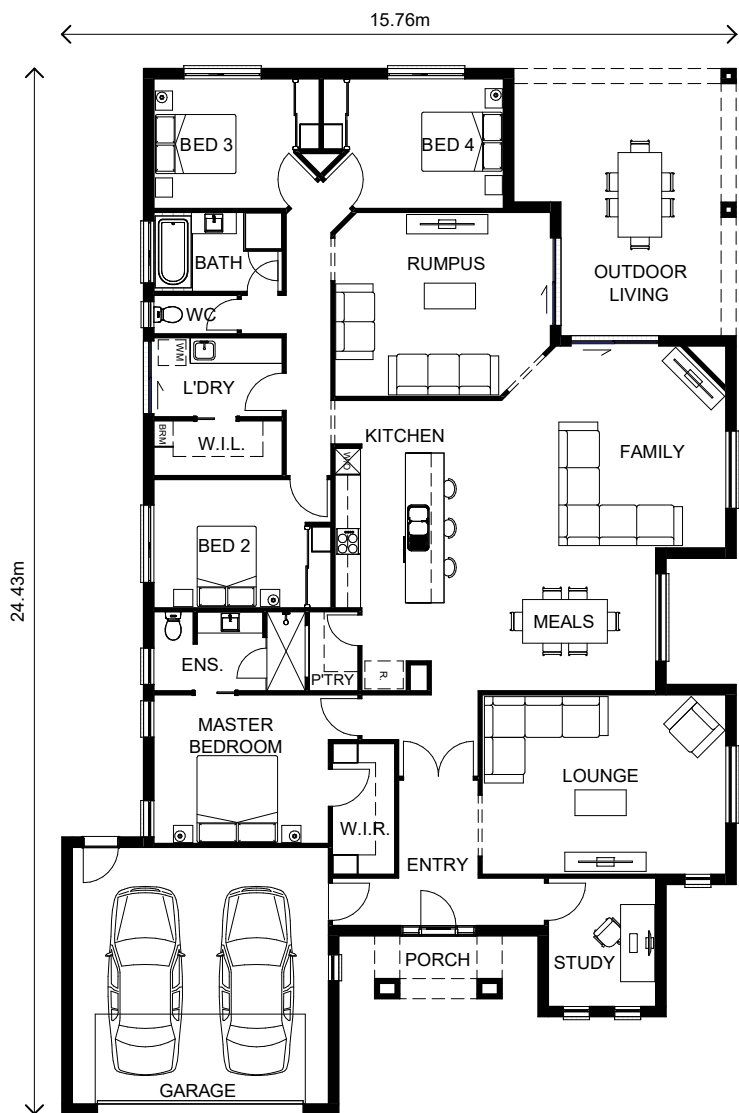 15.76m
24.43m
BED 3
BED 4
BATH
RUMPUS
OUTDOOR
LIVING
WC
W/M
L'DRY
BRM
W.I.L.
KITCHEN
W/O
FAMILY
BED 2
MEALS
ENS.
P'TRY
R.
MASTER
BEDROOM
LOUNGE
W.I.R.
ENTRY
PORCH
STUDY
GARAGE